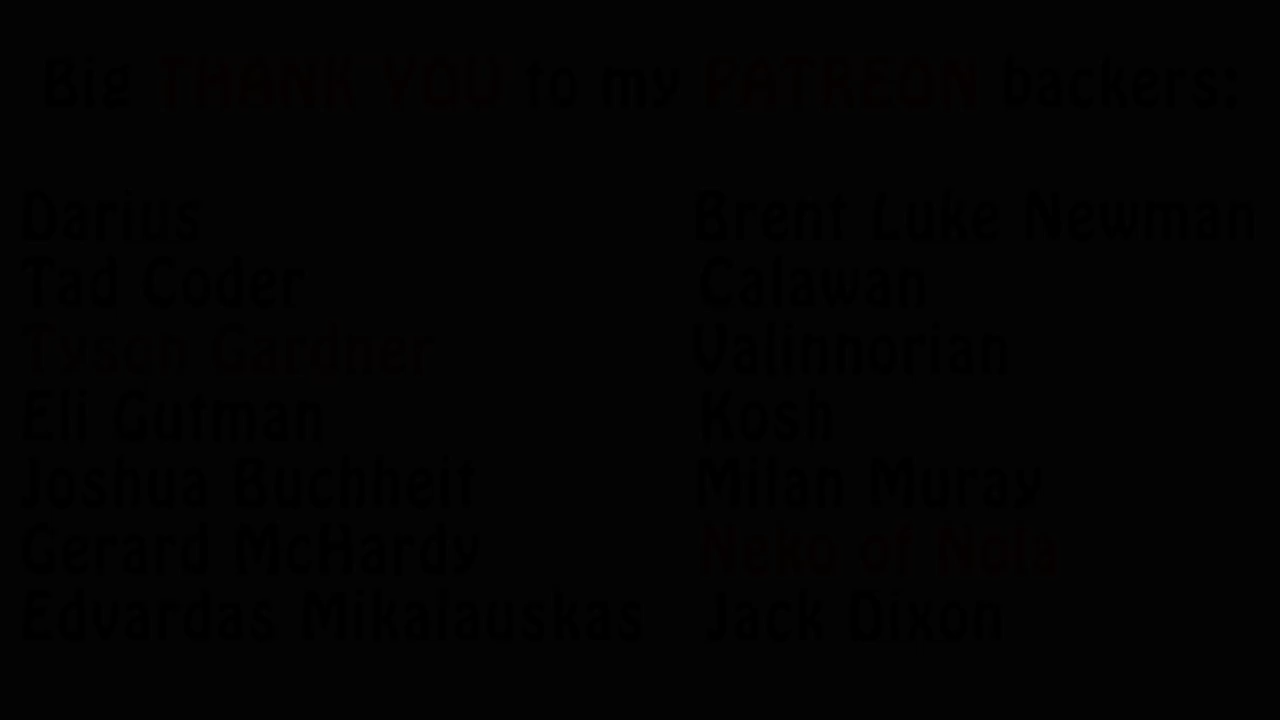 Big THANK YOU to my PATREON backers:
Darius
Tad Coder
Tyson Gardner
Eli Gutman
Joshua Buchheit
Gerard McHardy
Edvardas Mikalauskas
Brent Luke Newman
Calawan
Valinnorian
Kosh
Milan Muray
Neko of Nola
Jack Dixon